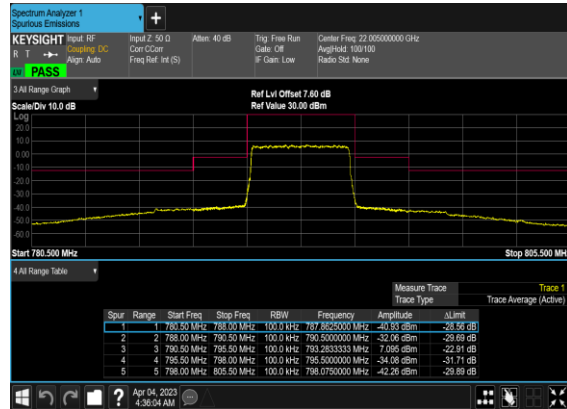 Spectrum Analyzer 1
Spurious Emissions
+
KEYSIGHT Input: RF Input Z: 50 Ω Atten: 40 dB Trig: Free Run Center Freq: 22.005000000 GHz
R T Coupling: DC Corr CCorr Gate: Off Avg|Hold: 100/100
Align: Auto Freq Ref: Int (S) IF Gain: Low Radio Std: None
PASS
3 All Range Graph
Ref Lvl Offset 7.60 dB
Scale/Div 10.0 dB Ref Value 30.00 dBm
Log
20.0
10.0
0.00
-10.0
-20.0
-30.0
-40.0
-50.0
-60.0
Start 780.500 MHz Stop 805.500 MH
4 All Range Table
Measure Trace Trace 1
Trace Type Trace Average (Active)
Spur Range Start Freq Stop Freq RBW Frequency Amplitude ΔLimit
1 1 780.50 MHz 788.00 MHz 100.0 kHz 787.8625000 MHz -40.93 dBm -28.56 dB
2 2 788.00 MHz 790.50 MHz 100.0 kHz 790.5000000 MHz -32.06 dBm -29.69 dB
3 3 790.50 MHz 795.50 MHz 100.0 kHz 793.2833333 MHz 7.095 dBm -22.91 dB
4 4 795.50 MHz 798.00 MHz 100.0 kHz 795.5000000 MHz -34.08 dBm -31.71 dB
5 5 798.00 MHz 805.50 MHz 100.0 kHz 798.0750000 MHz -42.26 dBm -29.89 dB
? Apr 04, 2023
4:36:04 AM